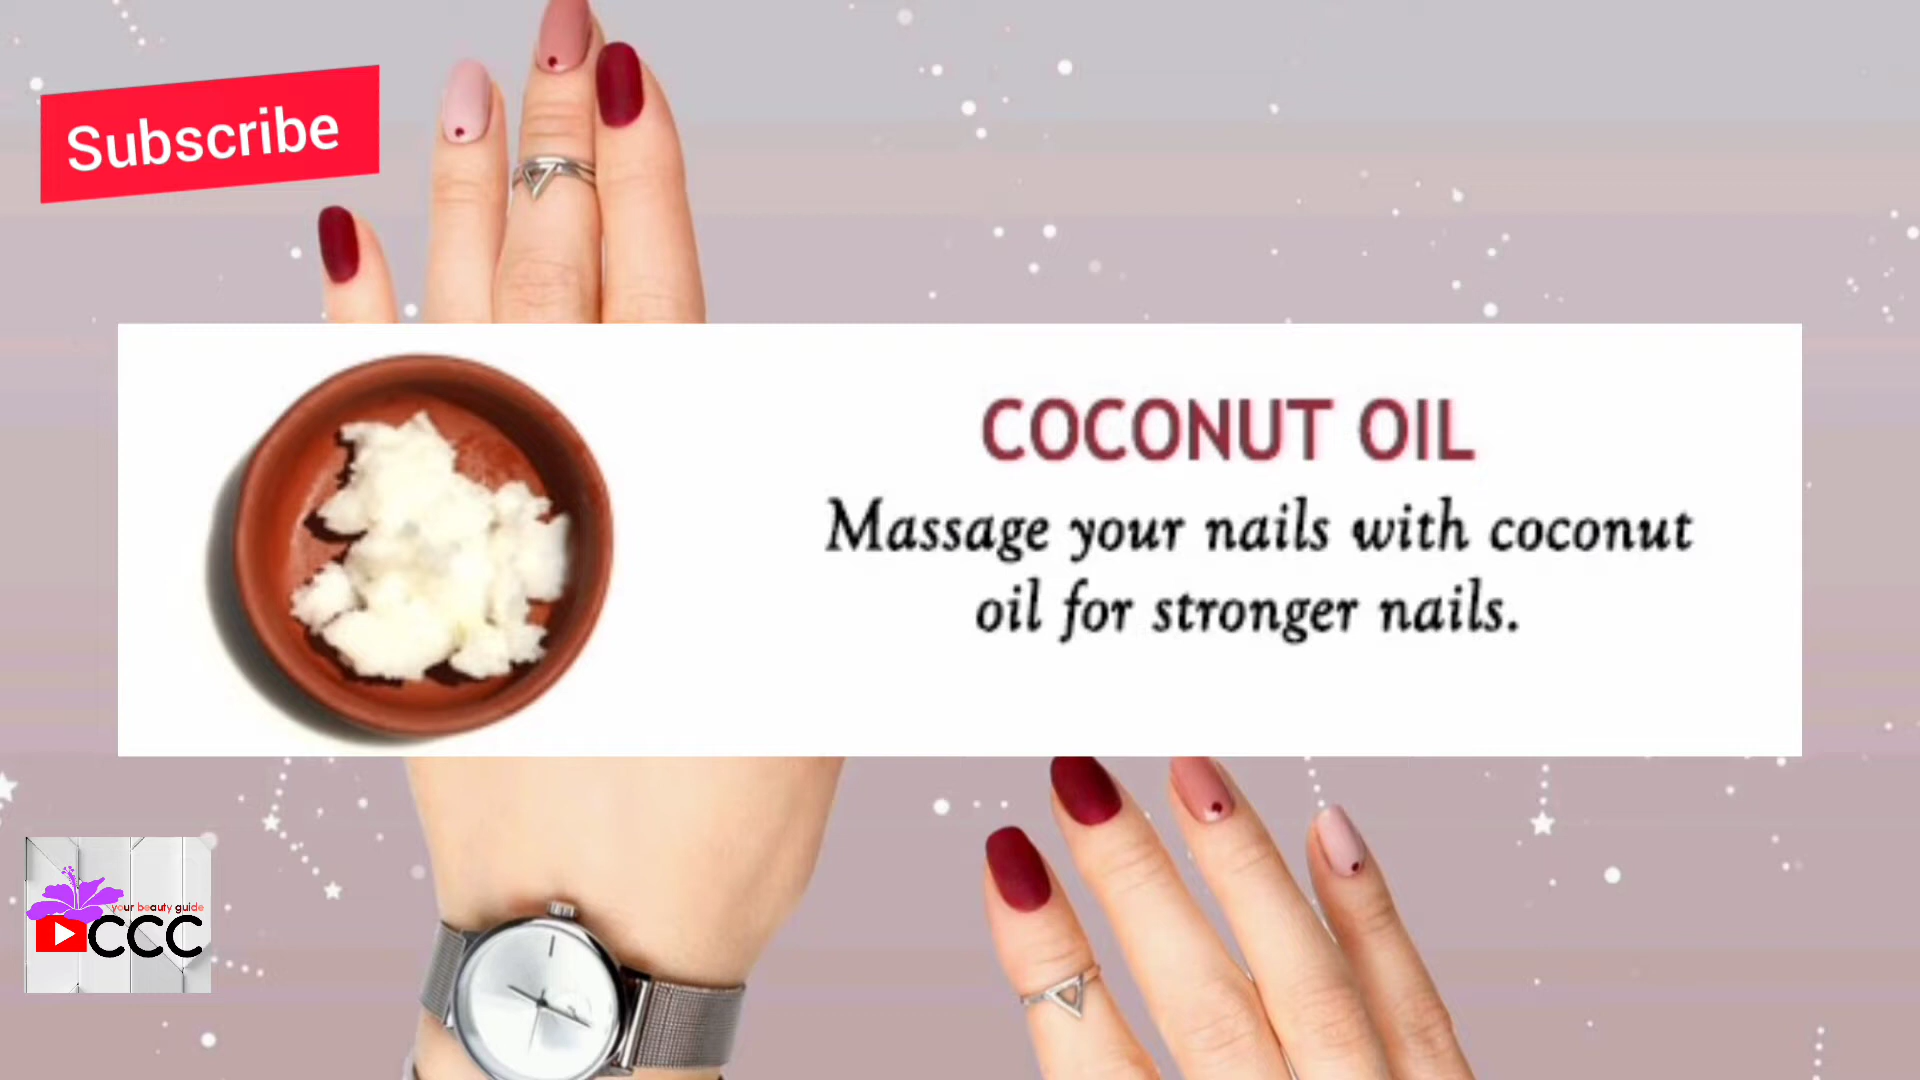 Subscribe
COCONUT OIL
Massage your nails with coconut
oil for stronger nails.
your beauty guide
CCC